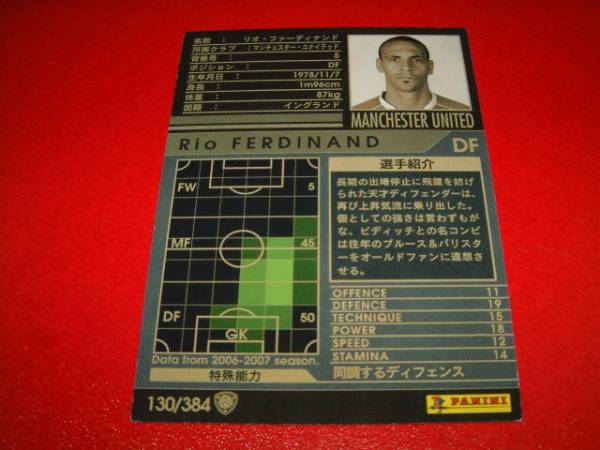 名前 : リオ・ファーディナンド
所属クラブ : マンチェスター・ユナイテッド
背番号 : 5
ポジション : DF
生年月日 : 1978/11/7
身長 : 1m96cm
体重 : 87kg
国籍 : イングランド
MANCHESTER UNITED
Rio FERDINAND DF
FW 5
MF 45
DF 50
GK
Data from 2006-2007 season.
選手紹介
長期の出場停止に飛躍を妨げ
られた天才ディフェンダーは、
再び上昇気流に乗り出した。
個としての強さは言わずもが
な、ビディッチとの名コンビ
は往年のブルース&パリスタ
ーをオールドファンに連想さ
せる。
OFFENCE 11
DEFENCE 19
TECHNIQUE 15
POWER 18
SPEED 12
STAMINA 14
特殊能力 同調するディフェンス
130/384 PANINI